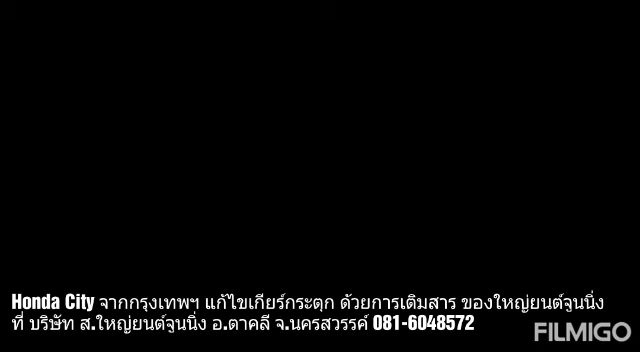 Honda City จากกรุงเทพฯ แก้ไขเกียร์กระตุก ด้วยการเติมสาร ของใหญ่ยนต์จูนนิ่ง
ที่ บริษัท ส.ใหญ่ยนต์จูนนิ่ง อ.ตาคลี จ.นครสวรรค์ 081-6048572
FILMIGO